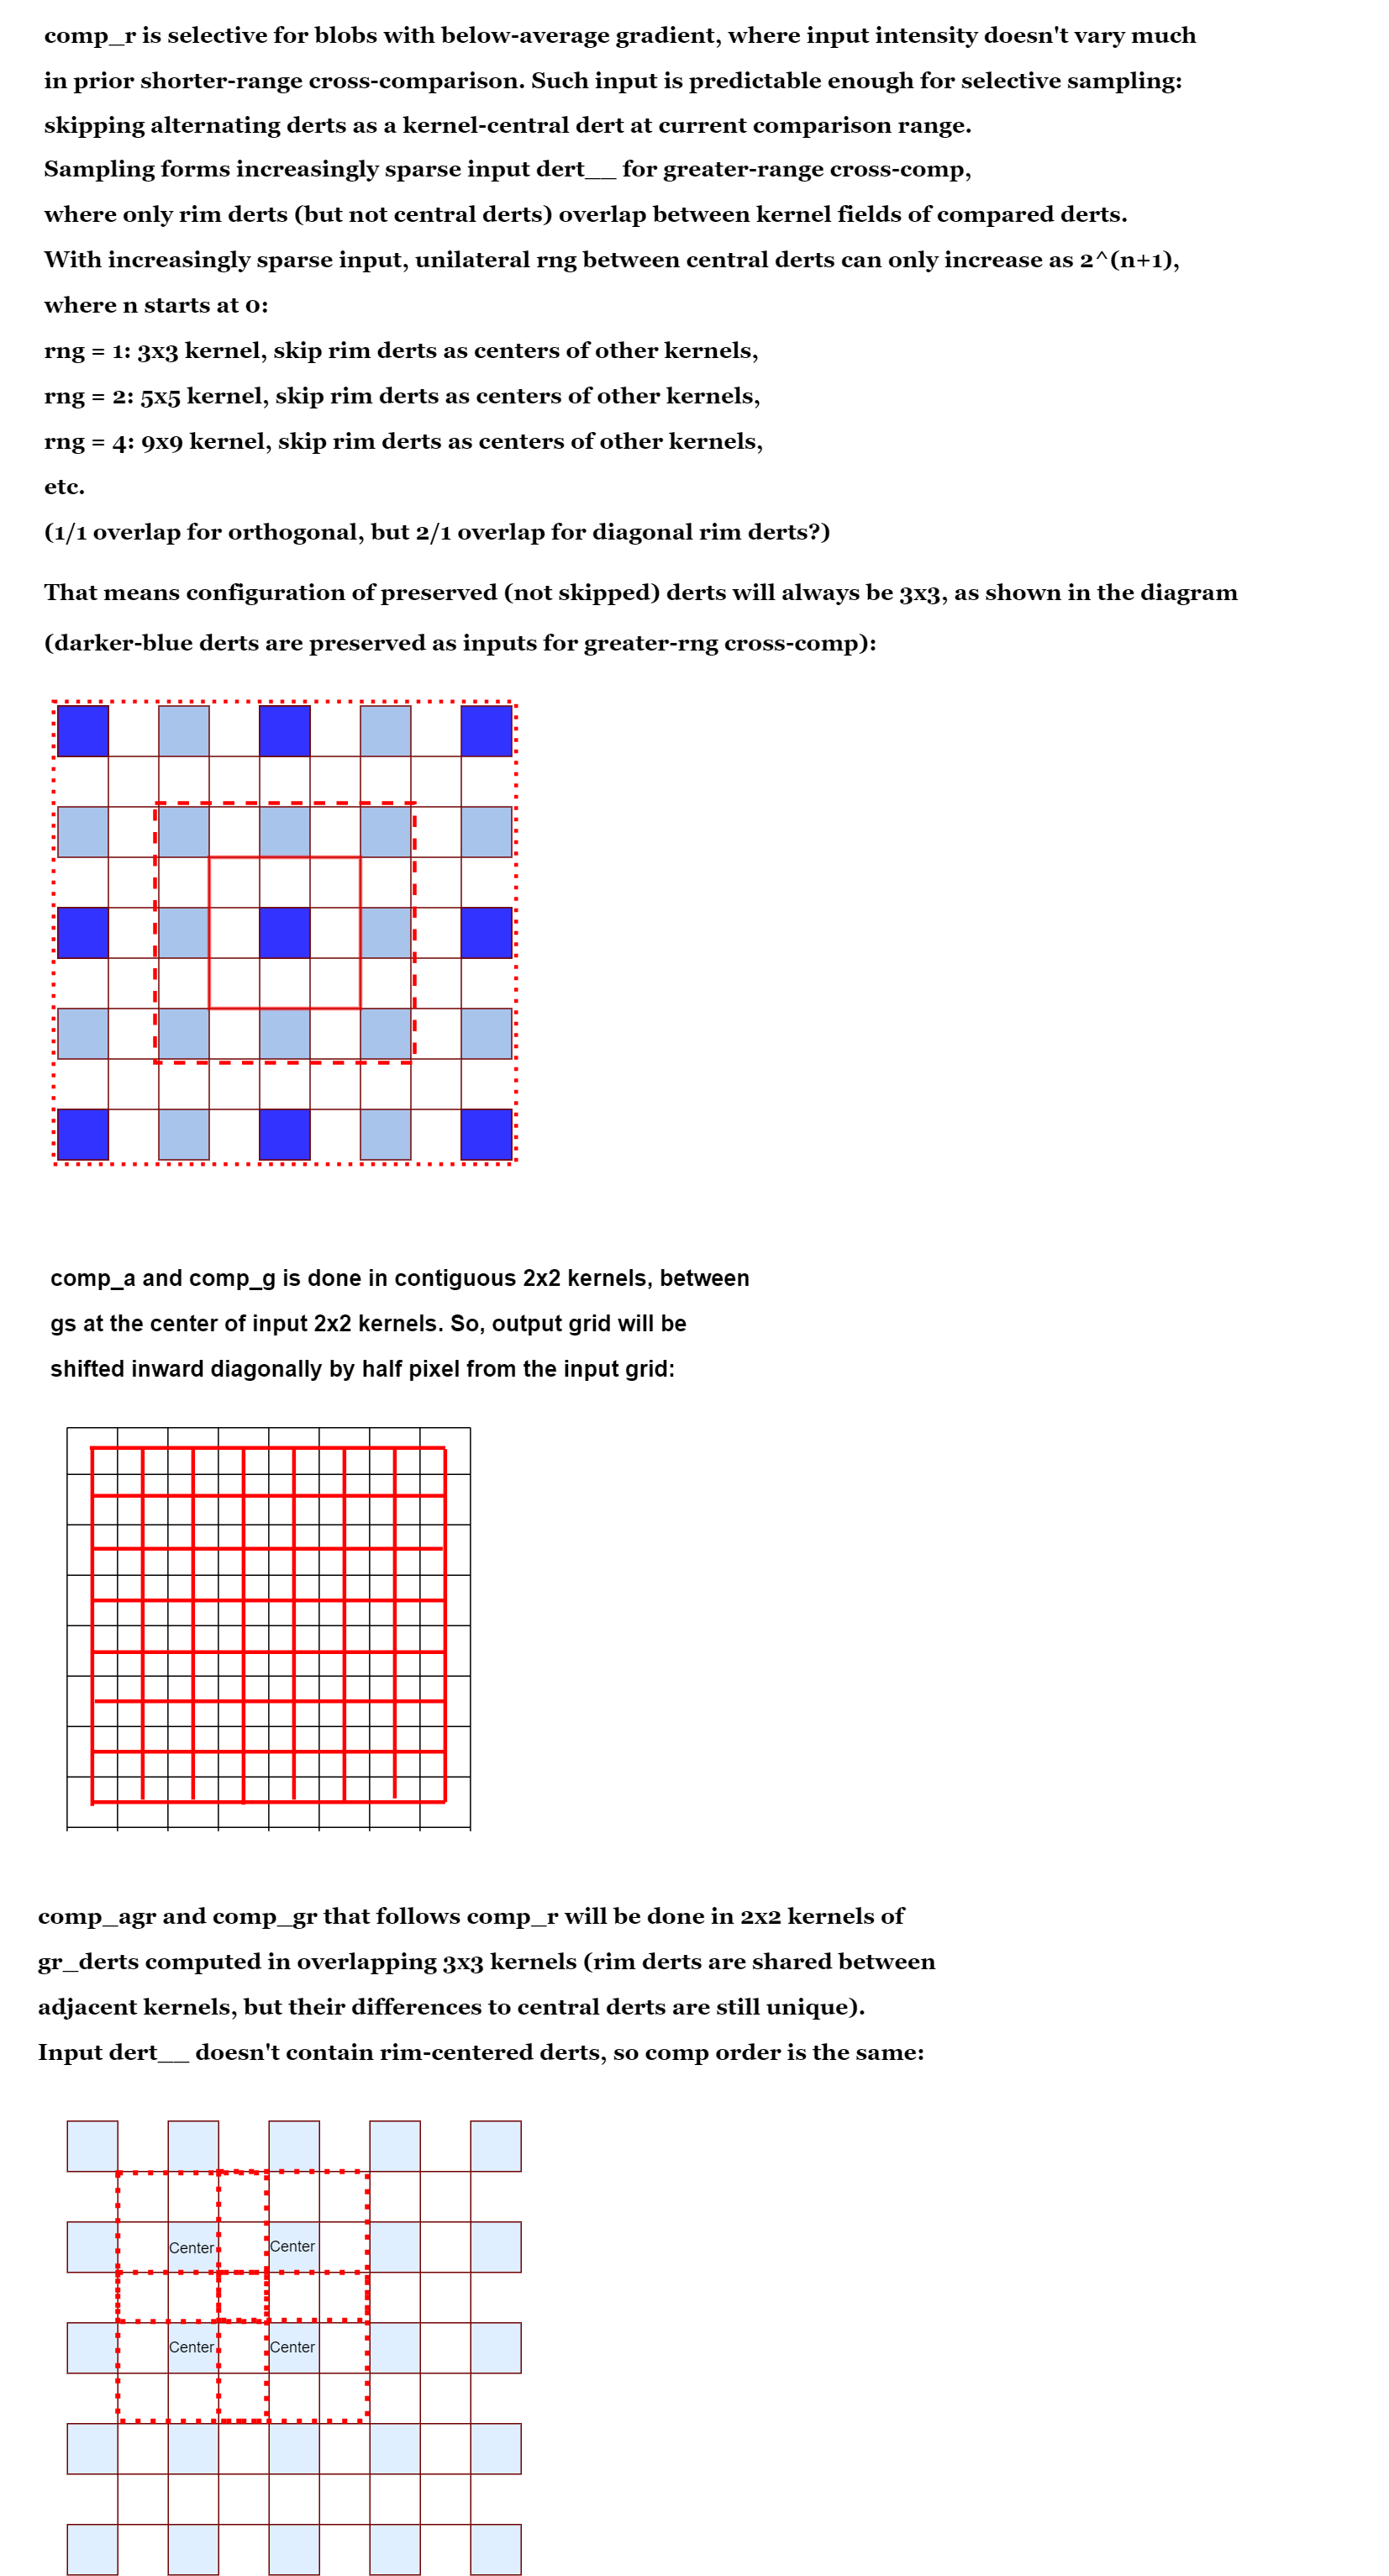 comp_r is selective for blobs with below-average gradient, where input intensity doesn't vary much
in prior shorter-range cross-comparison. Such input is predictable enough for selective sampling:
skipping alternating derts as a kernel-central dert at current comparison range.
Sampling forms increasingly sparse input dert__ for greater-range cross-comp,
where only rim derts (but not central derts) overlap between kernel fields of compared derts.
With increasingly sparse input, unilateral rng between central derts can only increase as 2^(n+1),
where n starts at 0:
rng = 1: 3x3 kernel, skip rim derts as centers of other kernels,
rng = 2: 5x5 kernel, skip rim derts as centers of other kernels,
rng = 4: 9x9 kernel, skip rim derts as centers of other kernels,
etc.
(1/1 overlap for orthogonal, but 2/1 overlap for diagonal rim derts?)
That means configuration of preserved (not skipped) derts will always be 3x3, as shown in the diagram
(darker-blue derts are preserved as inputs for greater-rng cross-comp):
comp_a and comp_g is done in contiguous 2x2 kernels, between
gs at the center of input 2x2 kernels. So, output grid will be
shifted inward diagonally by half pixel from the input grid:
comp_agr and comp_gr that follows comp_r will be done in 2x2 kernels of
gr_derts computed in overlapping 3x3 kernels (rim derts are shared between
adjacent kernels, but their differences to central derts are still unique).
Input dert__ doesn't contain rim-centered derts, so comp order is the same:
Center Center
Center Center